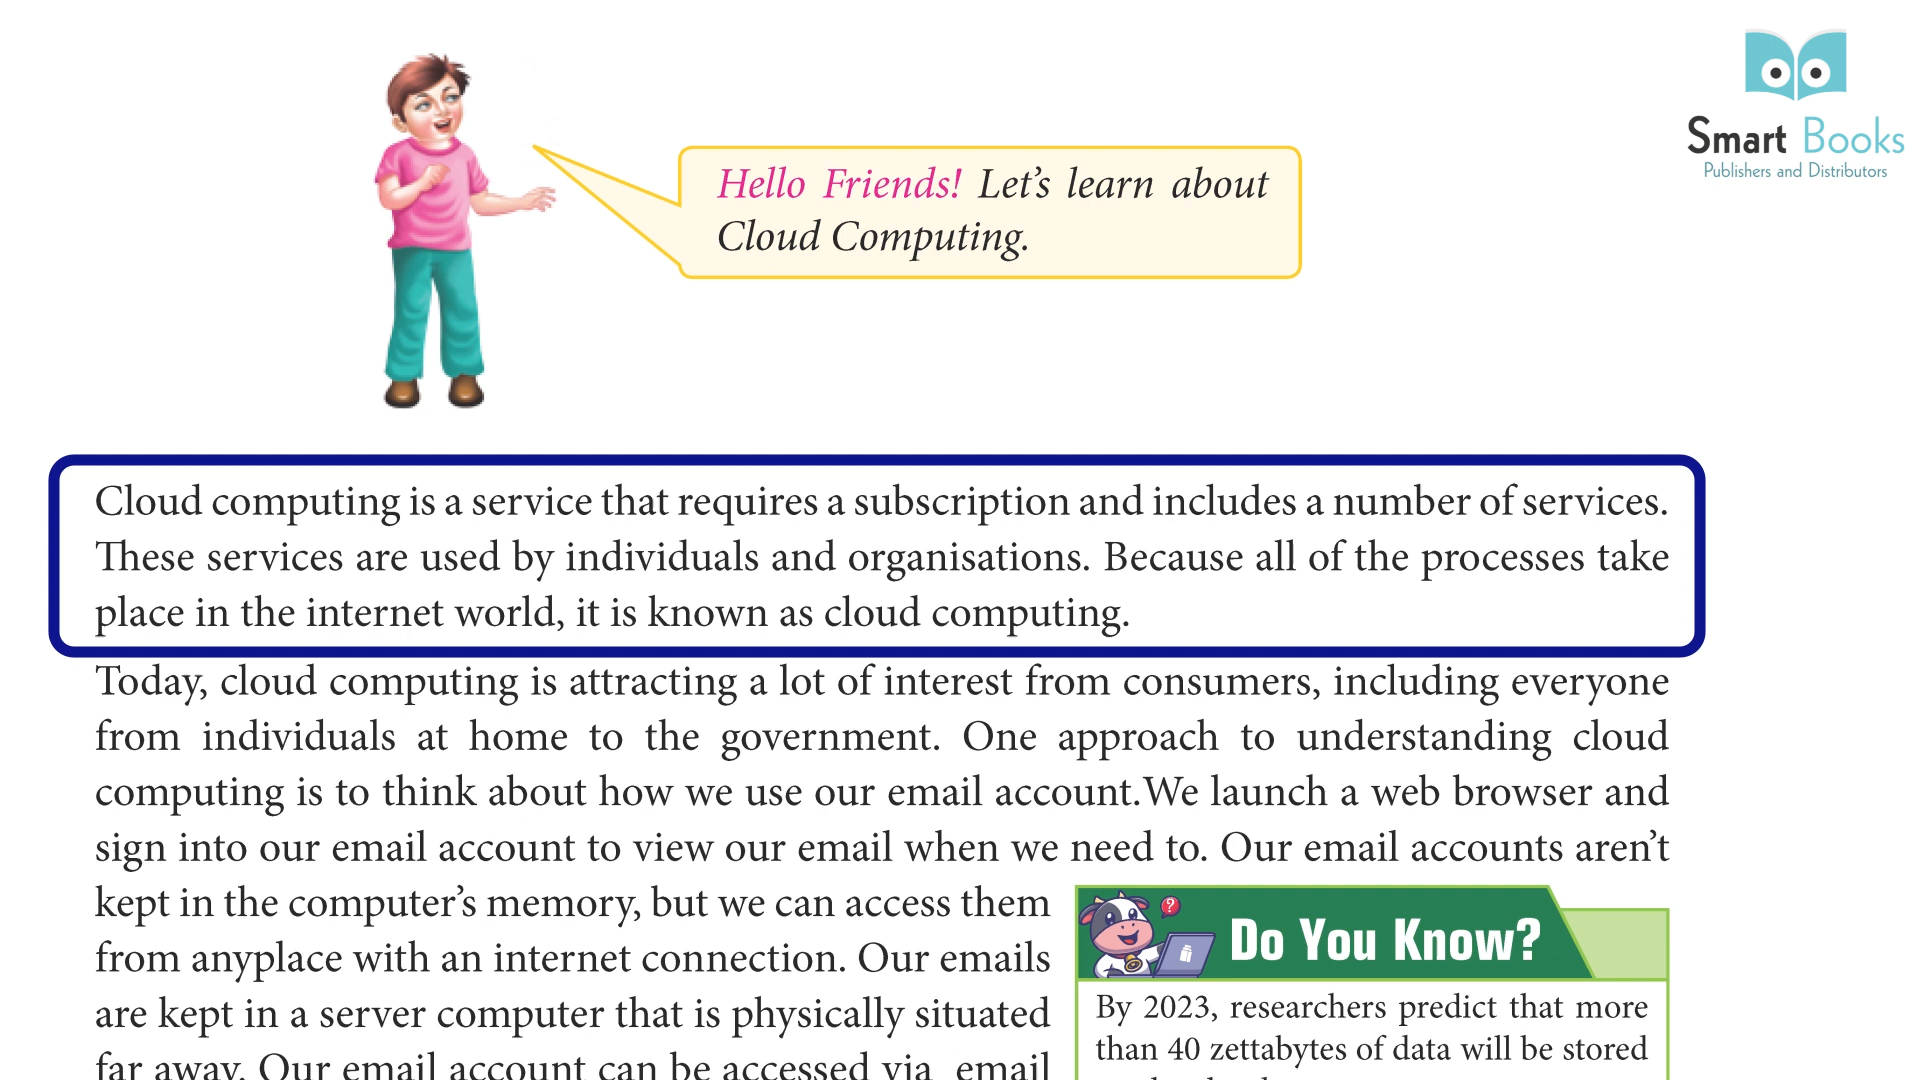 Smart Books
Publishers and Distributors
Hello Friends! Let’s learn about
Cloud Computing.
Cloud computing is a service that requires a subscription and includes a number of services.
These services are used by individuals and organisations. Because all of the processes take
place in the internet world, it is known as cloud computing.
Today, cloud computing is attracting a lot of interest from consumers, including everyone
from individuals at home to the government. One approach to understanding cloud
computing is to think about how we use our email account.We launch a web browser and
sign into our email account to view our email when we need to. Our email accounts aren’t
kept in the computer’s memory, but we can access them
from anyplace with an internet connection. Our emails
are kept in a server computer that is physically situated
far away. Our email account can be accessed via email
?
Do You Know?
By 2023, researchers predict that more
than 40 zettabytes of data will be stored